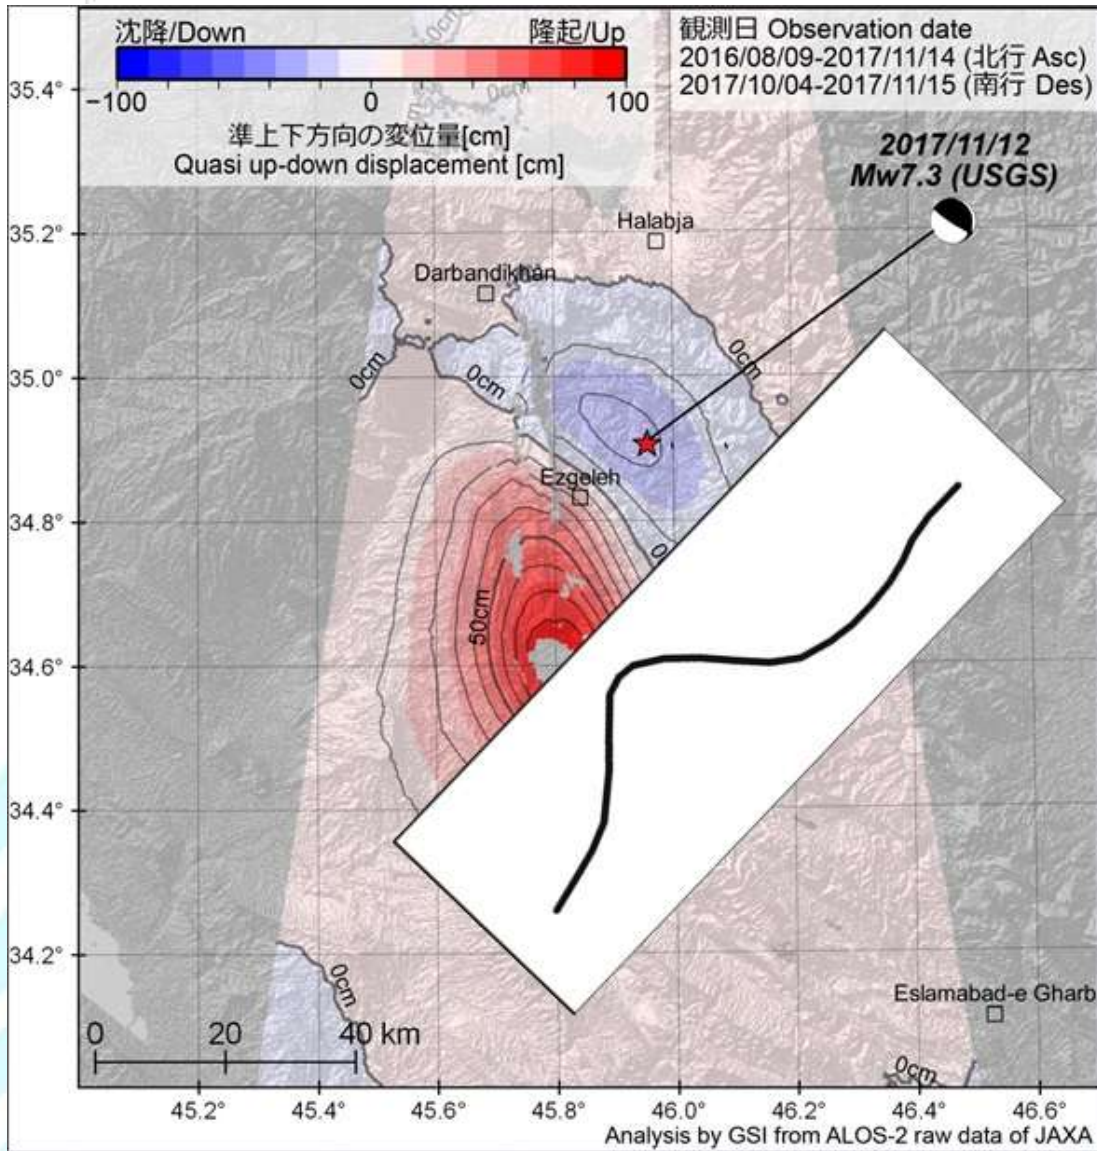 沈降/Down 隆起/Up
−100 0 100
準上下方向の変位量[cm]
Quasi up-down displacement [cm]
観測日 Observation date
2016/08/09-2017/11/14 (北行 Asc)
2017/10/04-2017/11/15 (南行 Des)
2017/11/12
Mw7.3 (USGS)
Halabja
Darbandikhan
0cm
0cm
0cm
Ezgeleh
0
50cm
0cm
Eslamabad-e Gharb
0cm
0 20 40 km
35.4°
35.2°
35.0°
34.8°
34.6°
34.4°
34.2°
45.2° 45.4° 45.6° 45.8° 46.0° 46.2° 46.4° 46.6°
Analysis by GSI from ALOS-2 raw data of JAXA